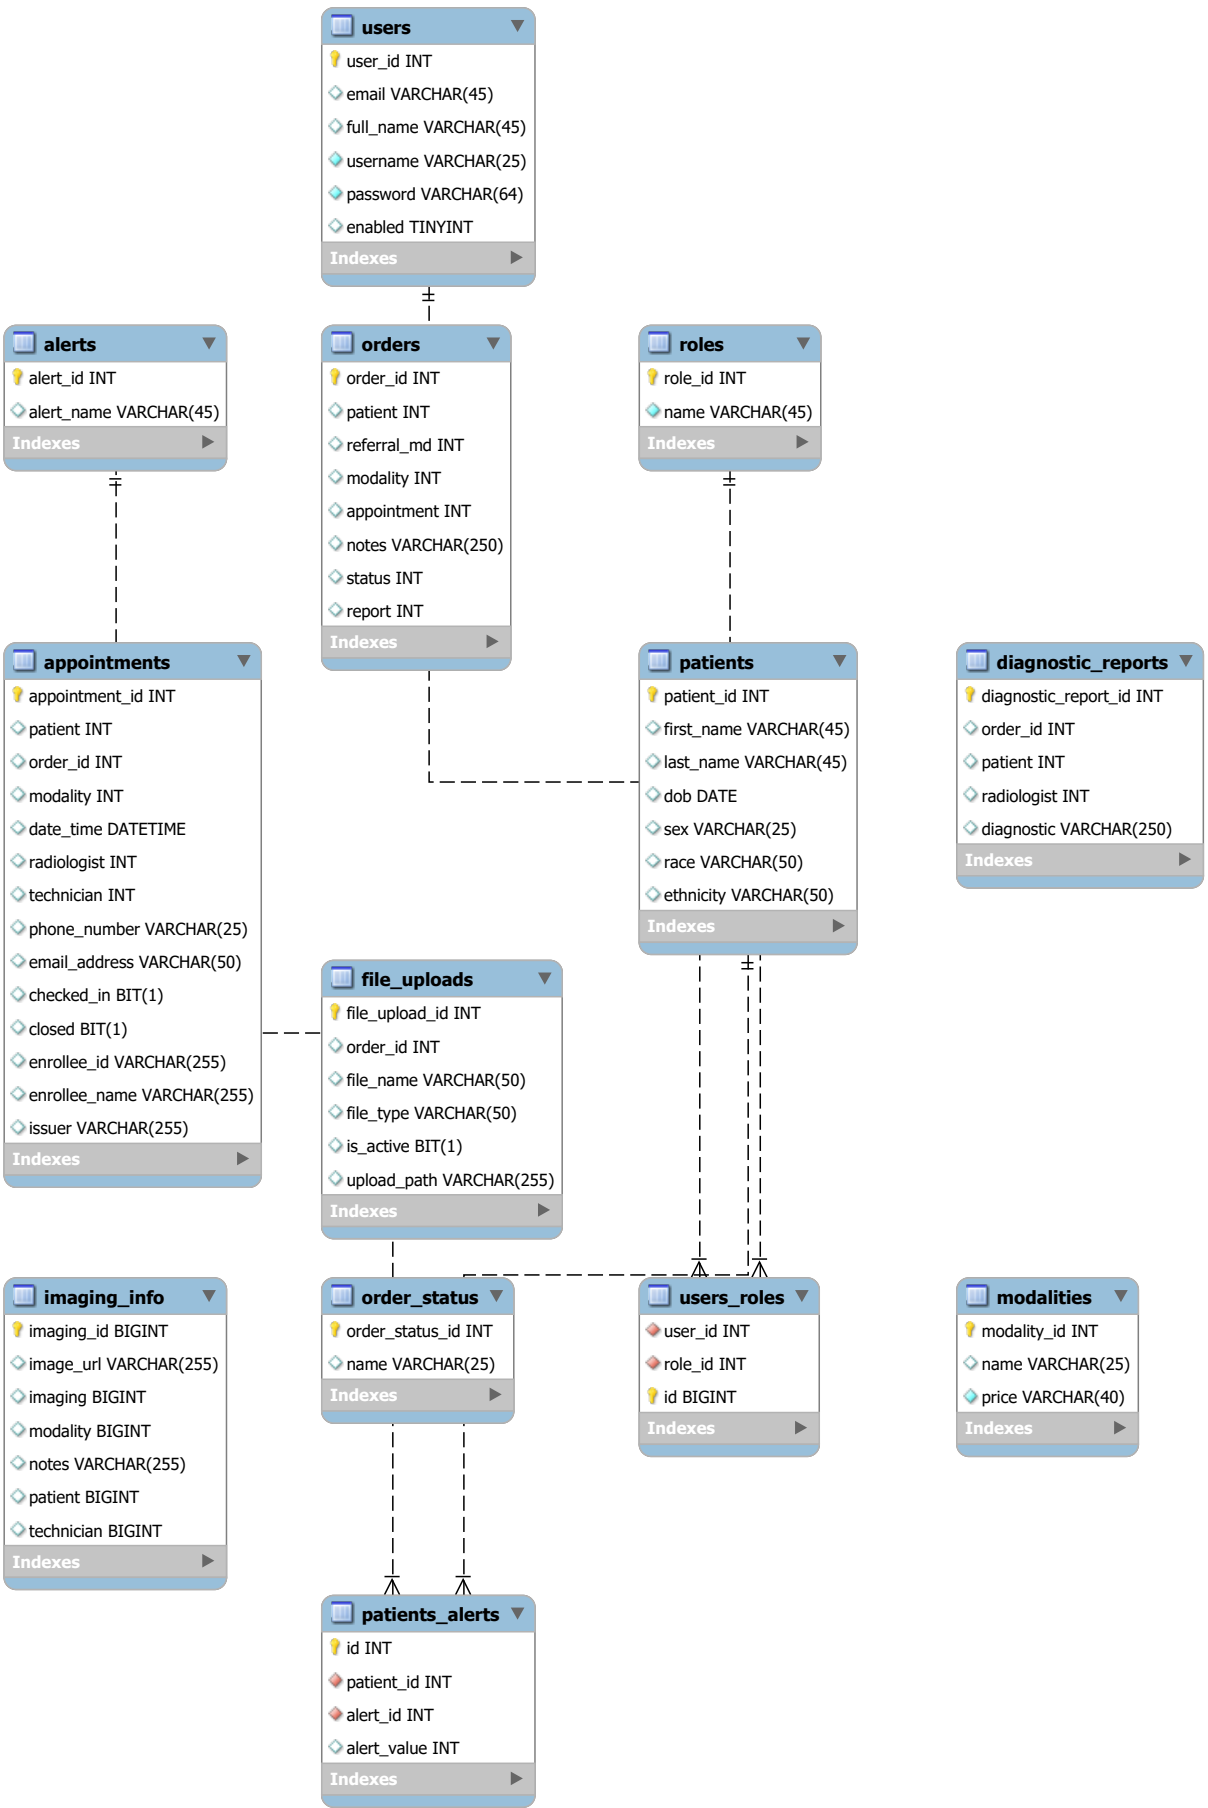 users
user_id INT
email VARCHAR(45)
full_name VARCHAR(45)
username VARCHAR(25)
password VARCHAR(64)
enabled TINYINT
Indexes
alerts
alert_id INT
alert_name VARCHAR(45)
Indexes
orders
order_id INT
patient INT
referral_md INT
modality INT
appointment INT
notes VARCHAR(250)
status INT
report INT
Indexes
roles
role_id INT
name VARCHAR(45)
Indexes
appointments
appointment_id INT
patient INT
order_id INT
modality INT
date_time DATETIME
radiologist INT
technician INT
phone_number VARCHAR(25)
email_address VARCHAR(50)
checked_in BIT(1)
closed BIT(1)
enrollee_id VARCHAR(255)
enrollee_name VARCHAR(255)
issuer VARCHAR(255)
Indexes
patients
patient_id INT
first_name VARCHAR(45)
last_name VARCHAR(45)
dob DATE
sex VARCHAR(25)
race VARCHAR(50)
ethnicity VARCHAR(50)
Indexes
diagnostic_reports
diagnostic_report_id INT
order_id INT
patient INT
radiologist INT
diagnostic VARCHAR(250)
Indexes
file_uploads
file_upload_id INT
order_id INT
file_name VARCHAR(50)
file_type VARCHAR(50)
is_active BIT(1)
upload_path VARCHAR(255)
Indexes
imaging_info
imaging_id BIGINT
image_url VARCHAR(255)
imaging BIGINT
modality BIGINT
notes VARCHAR(255)
patient BIGINT
technician BIGINT
Indexes
order_status
order_status_id INT
name VARCHAR(25)
Indexes
users_roles
user_id INT
role_id INT
id BIGINT
Indexes
modalities
modality_id INT
name VARCHAR(25)
price VARCHAR(40)
Indexes
patients_alerts
id INT
patient_id INT
alert_id INT
alert_value INT
Indexes